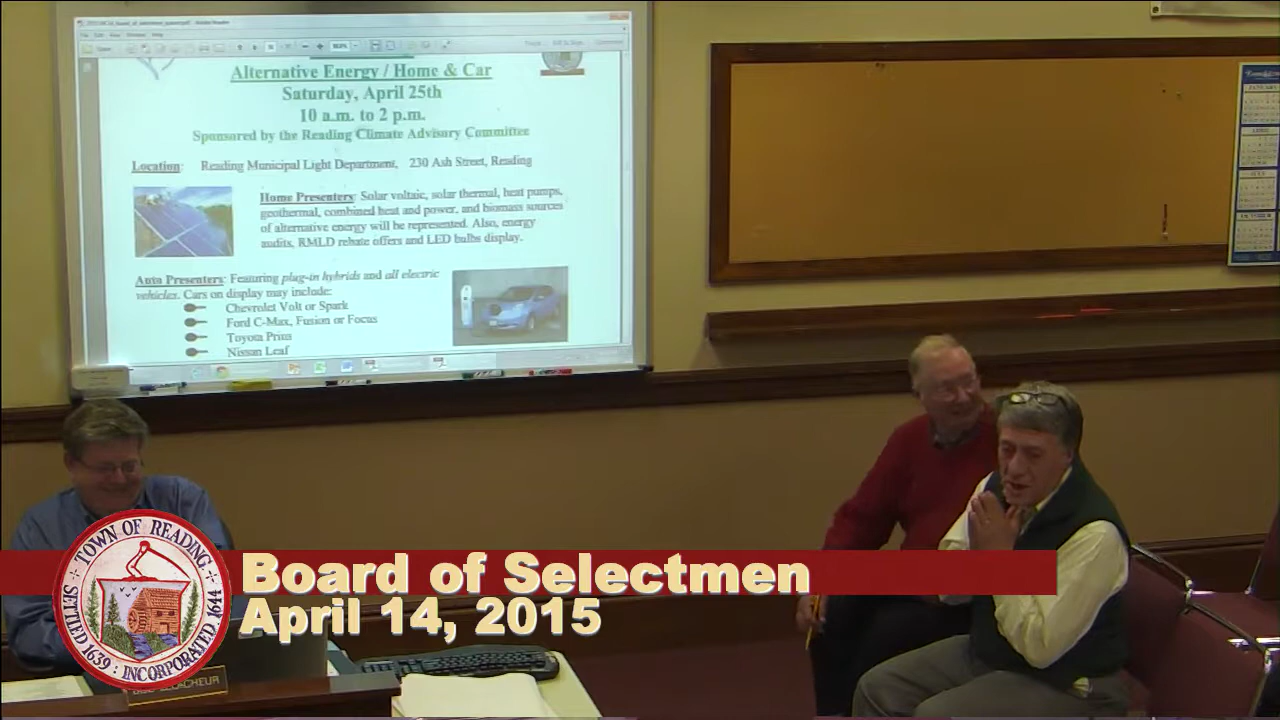 Alternative Energy / Home & Car
Saturday, April 25th
10 a.m. to 2 p.m.
Sponsored by the Reading Climate Advisory Committee
Location: Reading Municipal Light Department, 230 Ash Street, Reading
Home Presenters: Solar voltaic, solar thermal, heat pumps,
geothermal, combined heat and power, and biomass sources
of alternative energy will be represented. Also, energy
audits, RMLD rebate offers and LED bulbs display.
Auto Presenters: Featuring plug-in hybrids and all electric
vehicles. Cars on display may include:
Chevrolet Volt or Spark
Ford C-Max, Fusion or Focus
Toyota Prius
Nissan Leaf
TOWN OF READING
SETTLED 1639 : INCORPORATED 1644
Board of Selectmen
April 14, 2015